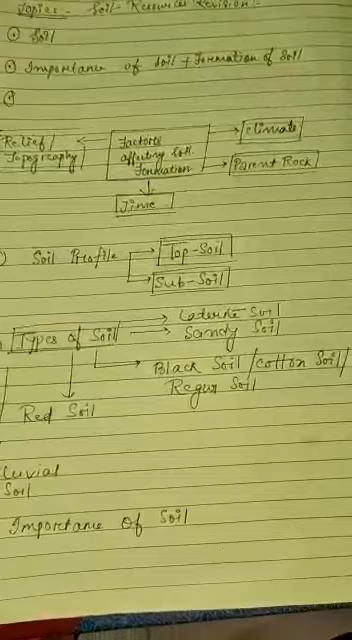 Topics - Soil - Resources Revision :-
Soil
Importance of Soil + Formation of Soil
Relief/ Topography
Factors affecting Soil Formation
Climate
Parent Rock
Time
Soil Profile
Top-Soil
Sub-Soil
Types of Soil
Laterite Soil
Sandy Soil
Black Soil/cotton Soil/
Regur Soil
Red Soil
luvial
Soil
Importance Of Soil